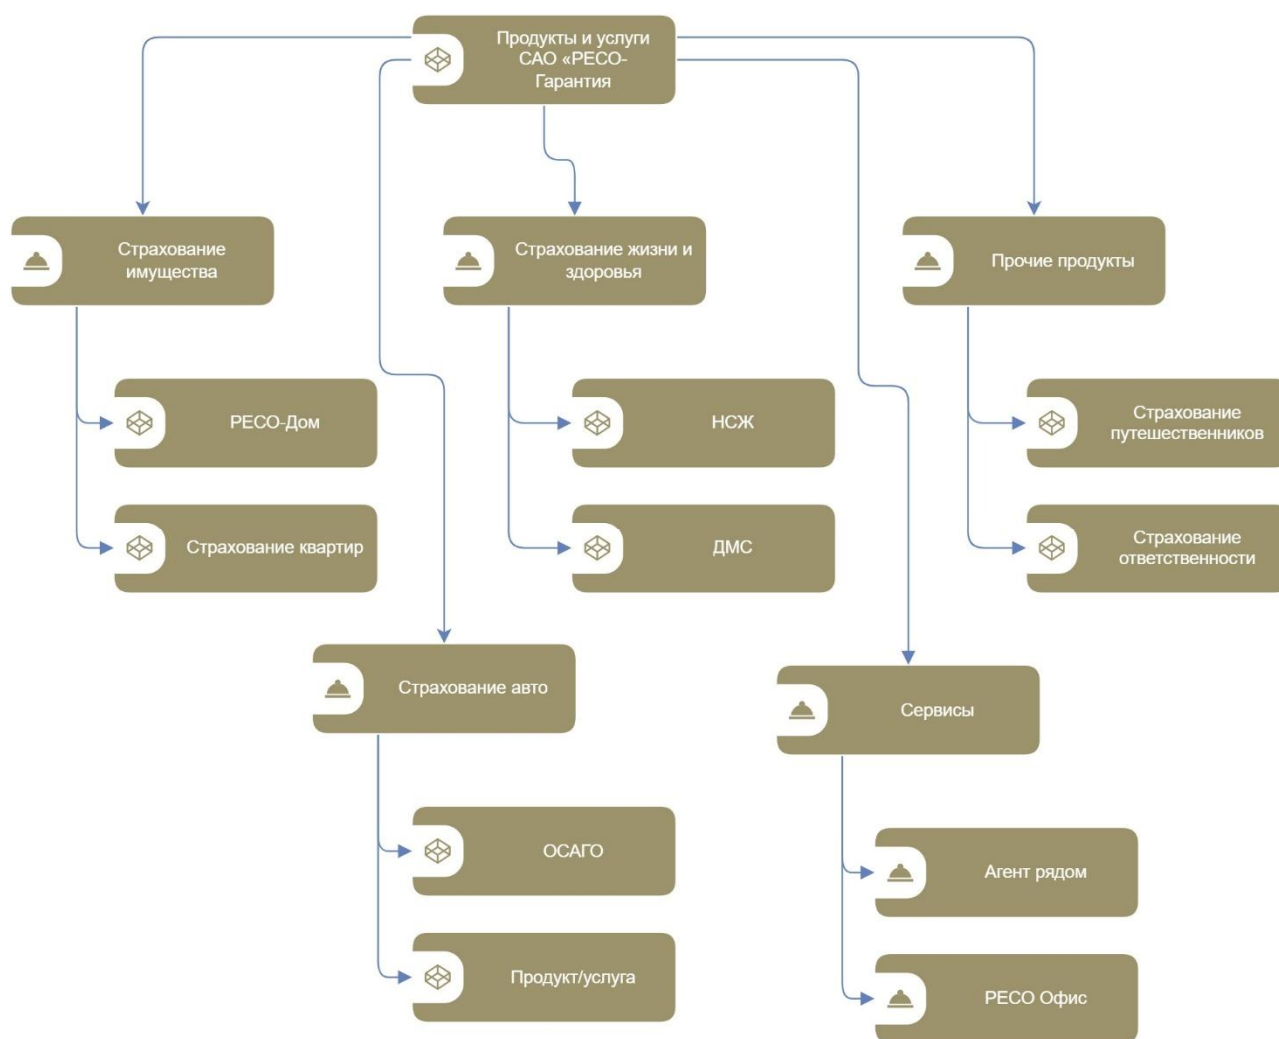 Продукты и услуги
САО «РЕСО-
Гарантия
Страхование
имущества
Страхование жизни и
здоровья
Прочие продукты
РЕСО-Дом
НСЖ
Страхование
путешественников
Страхование квартир
ДМС
Страхование
ответственности
Страхование авто
Сервисы
ОСАГО
Агент рядом
Продукт/услуга
РЕСО Офис